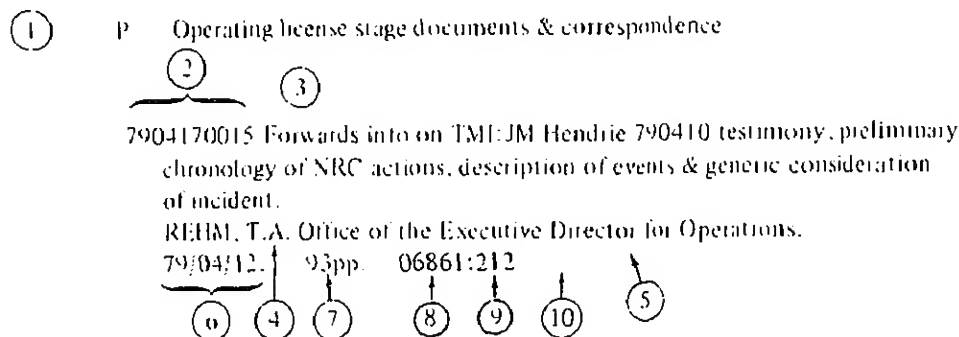 1 P Operating license stage documents & correspondence
2 3
7904170015 Forwards into on TMI:JM Hendrie 790410 testimony, preliminary
chronology of NRC actions, description of events & generic consideration
of incident.
REHM, T.A. Office of the Executive Director for Operations.
79/04/12. 93pp. 06861:212
6 4 7 8 9 10 5